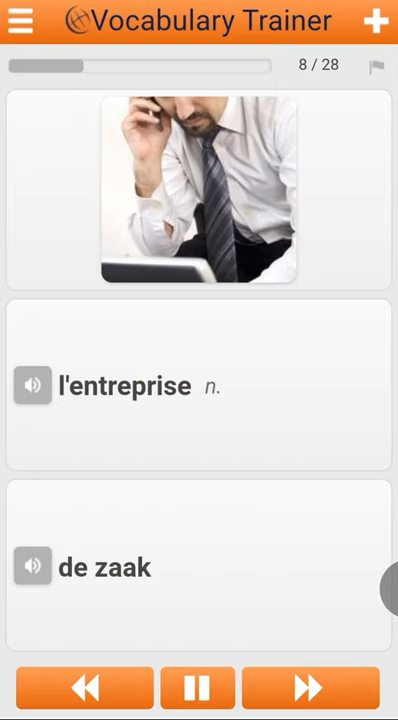 Vocabulary Trainer
8 / 28
l'entreprise n.
de zaak